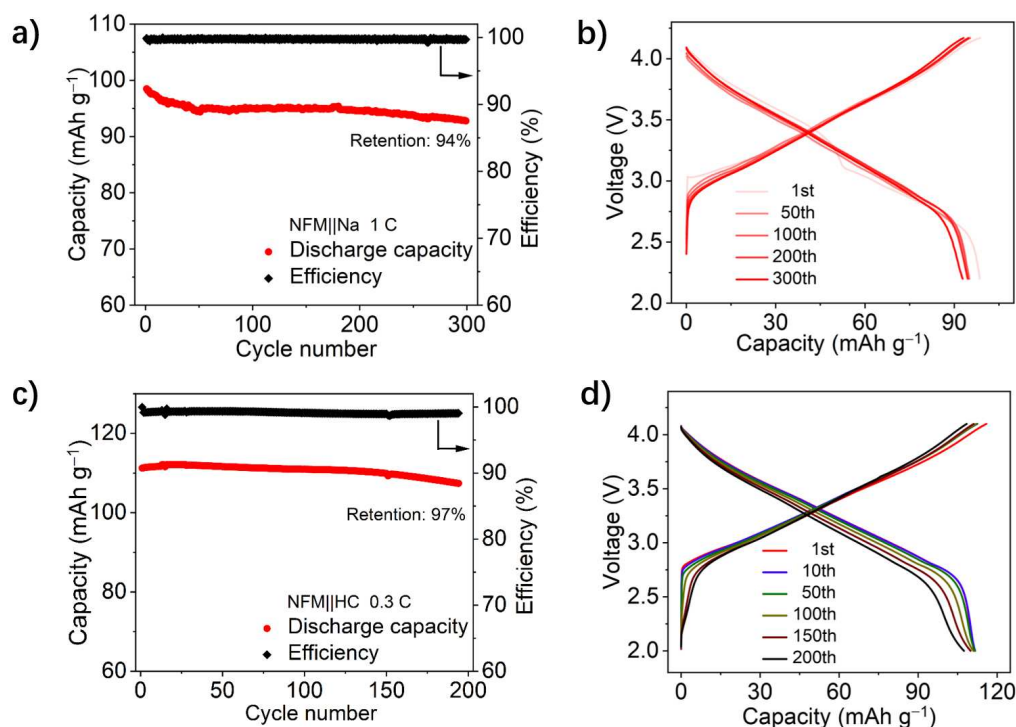 a)
110
105
100
95
90
85
80
75
70
65
60
Capacity (mAh g⁻¹)
100
90
80
70
60
Efficiency (%)
Retention: 94%
NFM||Na 1 C
Discharge capacity
Efficiency
0
100
200
300
Cycle number
b)
4.0
3.5
3.0
2.5
2.0
Voltage (V)
1st
50th
100th
200th
300th
0
30
60
90
Capacity (mAh g⁻¹)
c)
120
100
80
60
Capacity (mAh g⁻¹)
100
90
80
70
60
Efficiency (%)
Retention: 97%
NFM||HC 0.3 C
Discharge capacity
Efficiency
0
50
100
150
200
Cycle number
d)
4.0
3.5
3.0
2.5
2.0
Voltage (V)
1st
10th
50th
100th
150th
200th
0
30
60
90
120
Capacity (mAh g⁻¹)